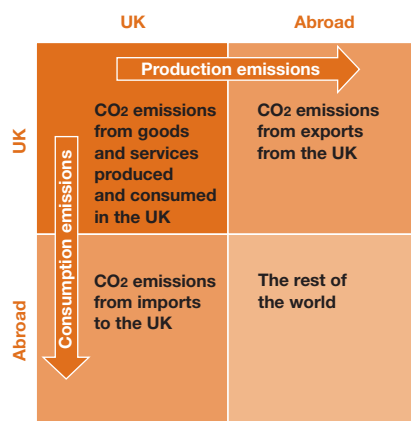 UK
Abroad
Production emissions
UK
CO2 emissions
from goods
and services
produced
and consumed
in the UK
CO2 emissions
from exports
from the UK
Consumption emissions
Abroad
CO2 emissions
from imports
to the UK
The rest of
the world